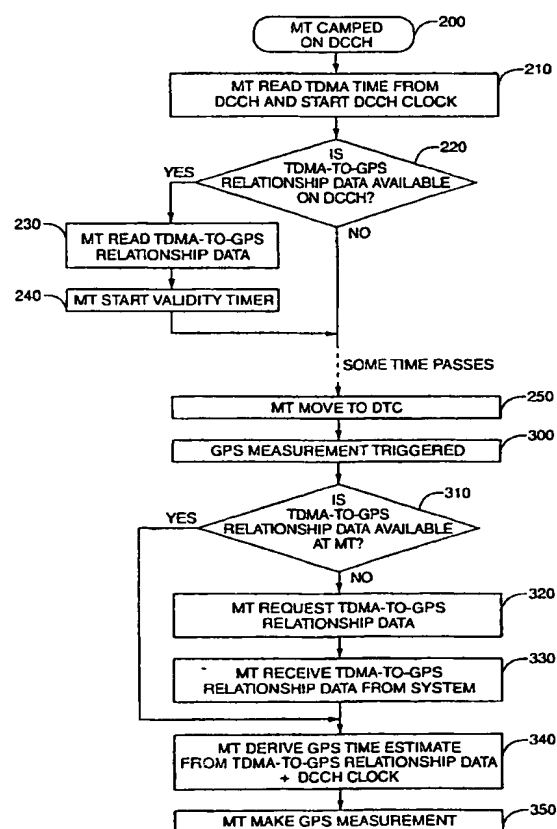 MT CAMPED
ON DCCH
200
210
MT READ TDMA TIME FROM
DCCH AND START DCCH CLOCK
220
IS
TDMA-TO-GPS
RELATIONSHIP DATA AVAILABLE
ON DCCH?
YES
NO
230
MT READ TDMA-TO-GPS
RELATIONSHIP DATA
240
MT START VALIDITY TIMER
SOME TIME PASSES
250
MT MOVE TO DTC
300
GPS MEASUREMENT TRIGGERED
310
IS
TDMA-TO-GPS
RELATIONSHIP DATA AVAILABLE
AT MT?
YES
NO
320
MT REQUEST TDMA-TO-GPS
RELATIONSHIP DATA
330
MT RECEIVE TDMA-TO-GPS
RELATIONSHIP DATA FROM SYSTEM
340
MT DERIVE GPS TIME ESTIMATE
FROM TDMA-TO-GPS RELATIONSHIP DATA
+ DCCH CLOCK
350
MT MAKE GPS MEASUREMENT